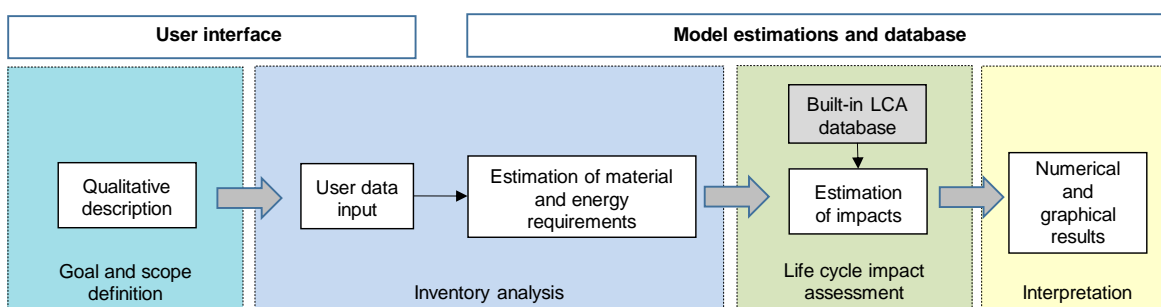 User interface
Model estimations and database
Qualitative
description
Goal and scope
definition
User data
input
Estimation of material
and energy
requirements
Inventory analysis
Built-in LCA
database
Estimation
of impacts
Life cycle impact
assessment
Numerical
and
graphical
results
Interpretation